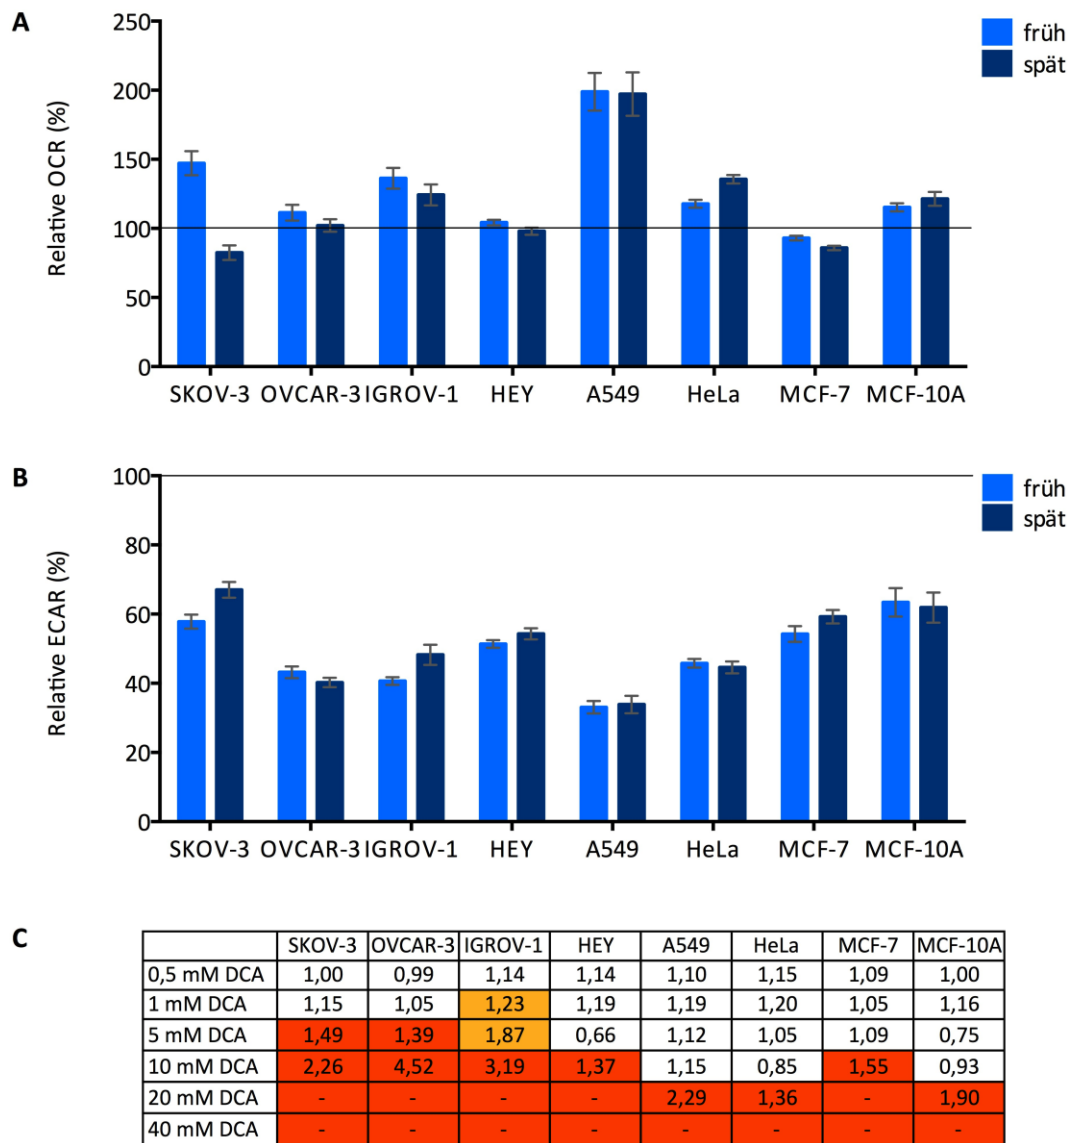 A
250
200
150
100
50
0
Relative OCR (%)
früh
spät
SKOV-3 OVCAR-3 IGROV-1 HEY A549 HeLa MCF-7 MCF-10A
B
100
80
60
40
20
0
Relative ECAR (%)
früh
spät
SKOV-3 OVCAR-3 IGROV-1 HEY A549 HeLa MCF-7 MCF-10A
C
SKOV-3 OVCAR-3 IGROV-1 HEY A549 HeLa MCF-7 MCF-10A
0,5 mM DCA 1,00 0,99 1,14 1,14 1,10 1,15 1,09 1,00
1 mM DCA 1,15 1,05 1,23 1,19 1,19 1,20 1,05 1,16
5 mM DCA 1,49 1,39 1,87 0,66 1,12 1,05 1,09 0,75
10 mM DCA 2,26 4,52 3,19 1,37 1,15 0,85 1,55 0,93
20 mM DCA - - - - 2,29 1,36 - 1,90
40 mM DCA - - - - - - - -